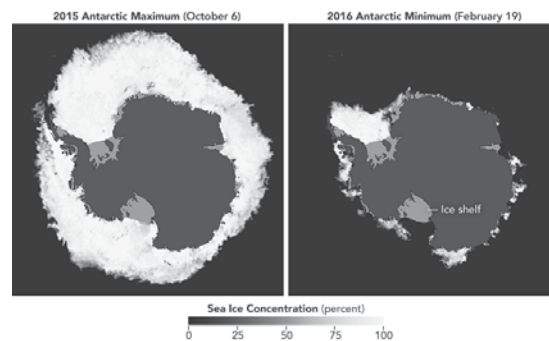 2015 Antarctic Maximum (October 6)
2016 Antarctic Minimum (February 19)
Ice shelf
Sea Ice Concentration (percent)
0 25 50 75 100